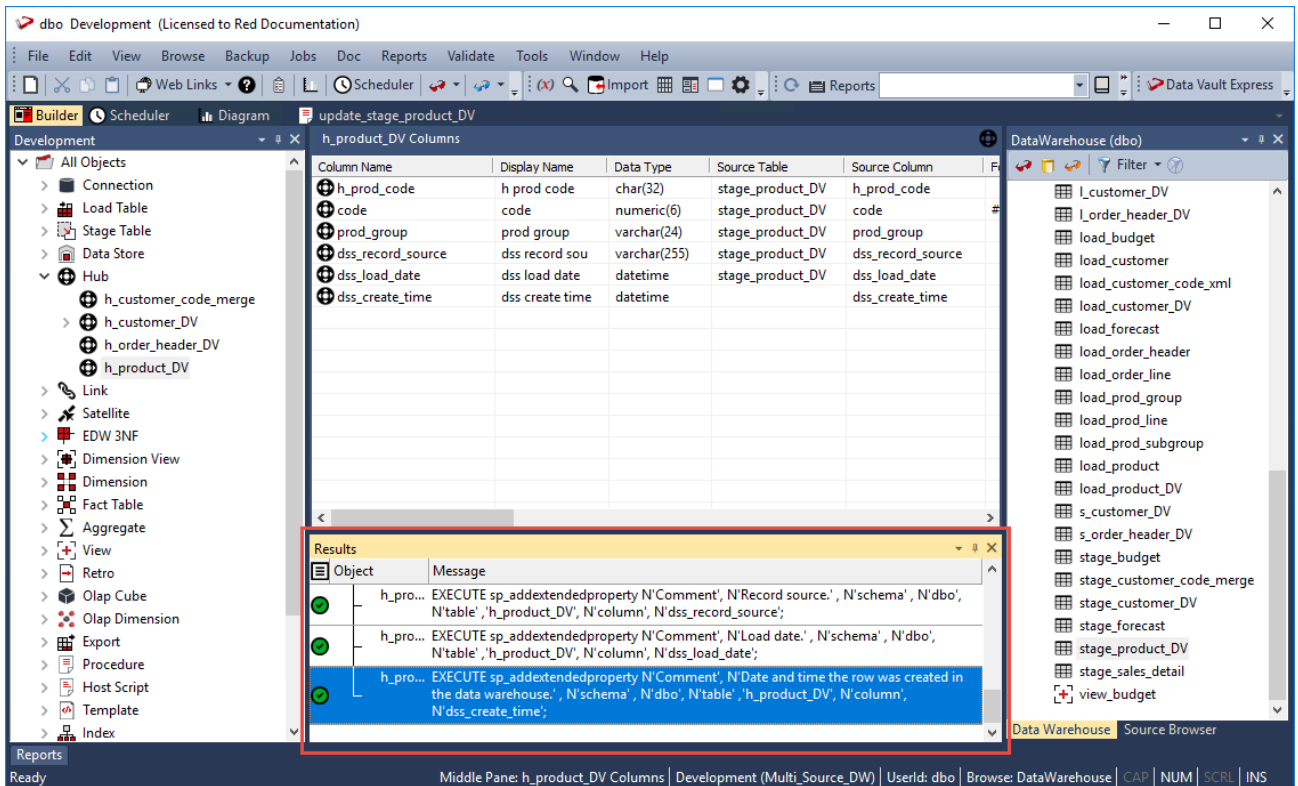 dbo Development (Licensed to Red Documentation)
File Edit View Browse Backup Jobs Doc Reports Validate Tools Window Help
Web Links Scheduler (x) Import Reports Data Vault Express
Builder Scheduler Diagram update_stage_product_DV
Development
All Objects
Connection
Load Table
Stage Table
Data Store
Hub
h_customer_code_merge
h_customer_DV
h_order_header_DV
h_product_DV
Link
Satellite
EDW 3NF
Dimension View
Dimension
Fact Table
Aggregate
View
Retro
Olap Cube
Olap Dimension
Export
Procedure
Host Script
Template
Index
h_product_DV Columns
Column Name Display Name Data Type Source Table Source Column
h_prod_code h prod code char(32) stage_product_DV h_prod_code
code code numeric(6) stage_product_DV code #
prod_group prod group varchar(24) stage_product_DV prod_group
dss_record_source dss record sou varchar(255) stage_product_DV dss_record_source
dss_load_date dss load date datetime stage_product_DV dss_load_date
dss_create_time dss create time datetime dss_create_time
Results
Object Message
h_pro... EXECUTE sp_addextendedproperty N'Comment', N'Record source.' , N'schema' , N'dbo',
N'table' ,'h_product_DV', N'column', N'dss_record_source';
h_pro... EXECUTE sp_addextendedproperty N'Comment', N'Load date.' , N'schema' , N'dbo',
N'table' ,'h_product_DV', N'column', N'dss_load_date';
h_pro... EXECUTE sp_addextendedproperty N'Comment', N'Date and time the row was created in
the data warehouse.' , N'schema' , N'dbo', N'table' ,'h_product_DV', N'column',
N'dss_create_time';
DataWarehouse (dbo)
Filter
l_customer_DV
l_order_header_DV
load_budget
load_customer
load_customer_code_xml
load_customer_DV
load_forecast
load_order_header
load_order_line
load_prod_group
load_prod_line
load_prod_subgroup
load_product
load_product_DV
s_customer_DV
s_order_header_DV
stage_budget
stage_customer_code_merge
stage_customer_DV
stage_forecast
stage_product_DV
stage_sales_detail
view_budget
Data Warehouse Source Browser
Reports
Ready Middle Pane: h_product_DV Columns Development (Multi_Source_DW) UserId: dbo Browse: DataWarehouse CAP NUM SCRL INS